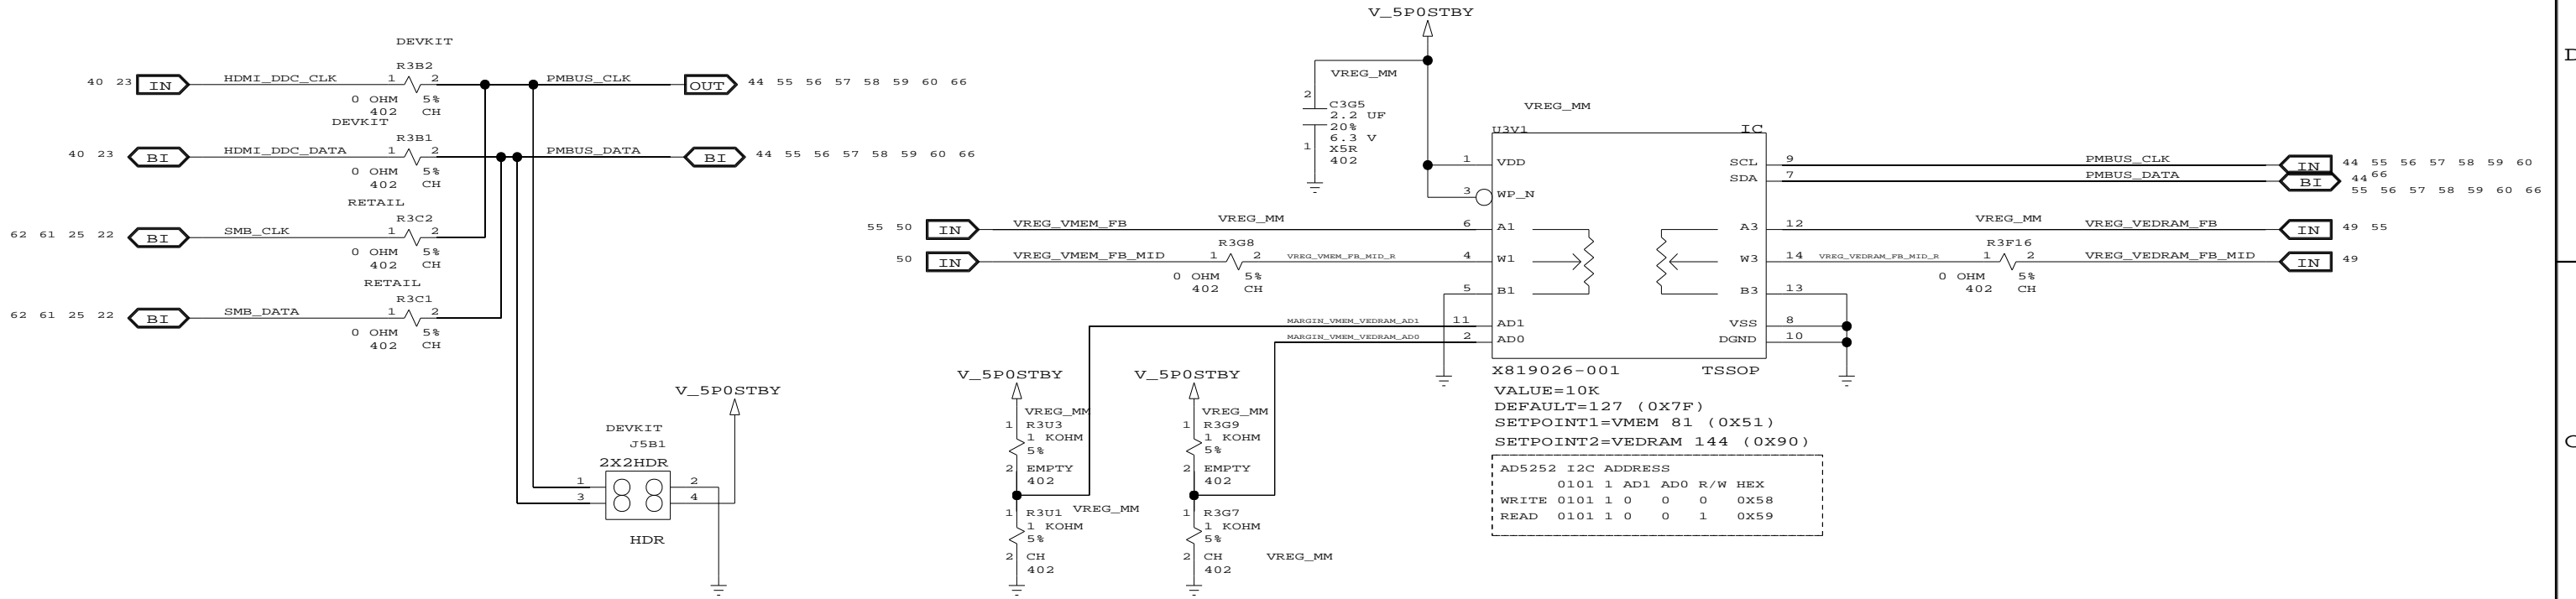 DEVKIT
R3B2
40 23 IN HDMI_DDC_CLK 1 2 PMBUS_CLK OUT 44 55 56 57 58 59 60 66
0 OHM 5%
402 CH
DEVKIT
R3B1
40 23 BI HDMI_DDC_DATA 1 2 PMBUS_DATA BI 44 55 56 57 58 59 60 66
0 OHM 5%
402 CH
RETAIL
R3C2
62 61 25 22 BI SMB_CLK 1 2
0 OHM 5%
402 CH
RETAIL
R3C1
62 61 25 22 BI SMB_DATA 1 2
0 OHM 5%
402 CH
V_5P0STBY
DEVKIT
J5B1
2X2HDR
1 2
3 4
HDR
V_5P0STBY
VREG_MM
2
C3G5
2.2 UF
20%
6.3 V
1 X5R
402
VREG_MM
U3V1 IC
1 VDD SCL 9 PMBUS_CLK IN 44 55 56 57 58 59 60
66
SDA 7 PMBUS_DATA BI 44
55 56 57 58 59 60 66
3 WP_N
55 50 IN VREG_VMEM_FB VREG_MM 6 A1 A3 12 VREG_MM VREG_VEDRAM_FB IN 49 55
R3G8 R3F16
50 IN VREG_VMEM_FB_MID 1 2 VREG_VMEM_FB_MID_R 4 W1 W3 14 VREG_VEDRAM_FB_MID_R 1 2 VREG_VEDRAM_FB_MID IN 49
0 OHM 5% 0 OHM 5%
402 CH 402 CH
5 B1 B3 13
MARGIN_VMEM_VEDRAM_AD1 11 AD1 VSS 8
MARGIN_VMEM_VEDRAM_AD0 2 AD0 DGND 10
X819026-001 TSSOP
VALUE=10K
DEFAULT=127 (0X7F)
SETPOINT1=VMEM 81 (0X51)
SETPOINT2=VEDRAM 144 (0X90)
AD5252 I2C ADDRESS
0101 1 AD1 AD0 R/W HEX
WRITE 0101 1 0 0 0 0X58
READ 0101 1 0 0 1 0X59
V_5P0STBY
VREG_MM
1 R3U3
1 KOHM
5%
2 EMPTY
402
VREG_MM
1 R3U1
1 KOHM
5%
2 CH
402
V_5P0STBY
VREG_MM
1 R3G9
1 KOHM
5%
2 EMPTY
402
1 R3G7
1 KOHM
5%
2 CH VREG_MM
402